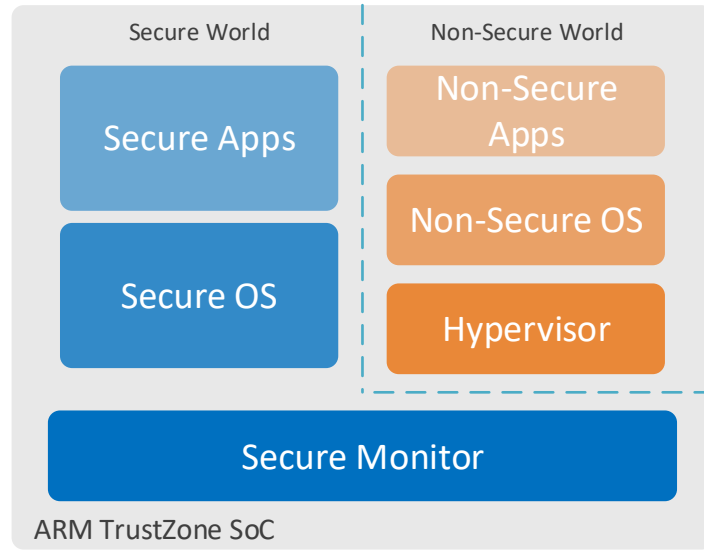 Secure World
Non-Secure World
Secure Apps
Secure OS
Non-Secure
Apps
Non-Secure OS
Hypervisor
Secure Monitor
ARM TrustZone SoC